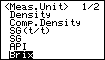 <Meas.Unit> 1/2
Density
Comp.Density
SG(t/t)
SG
API
Brix